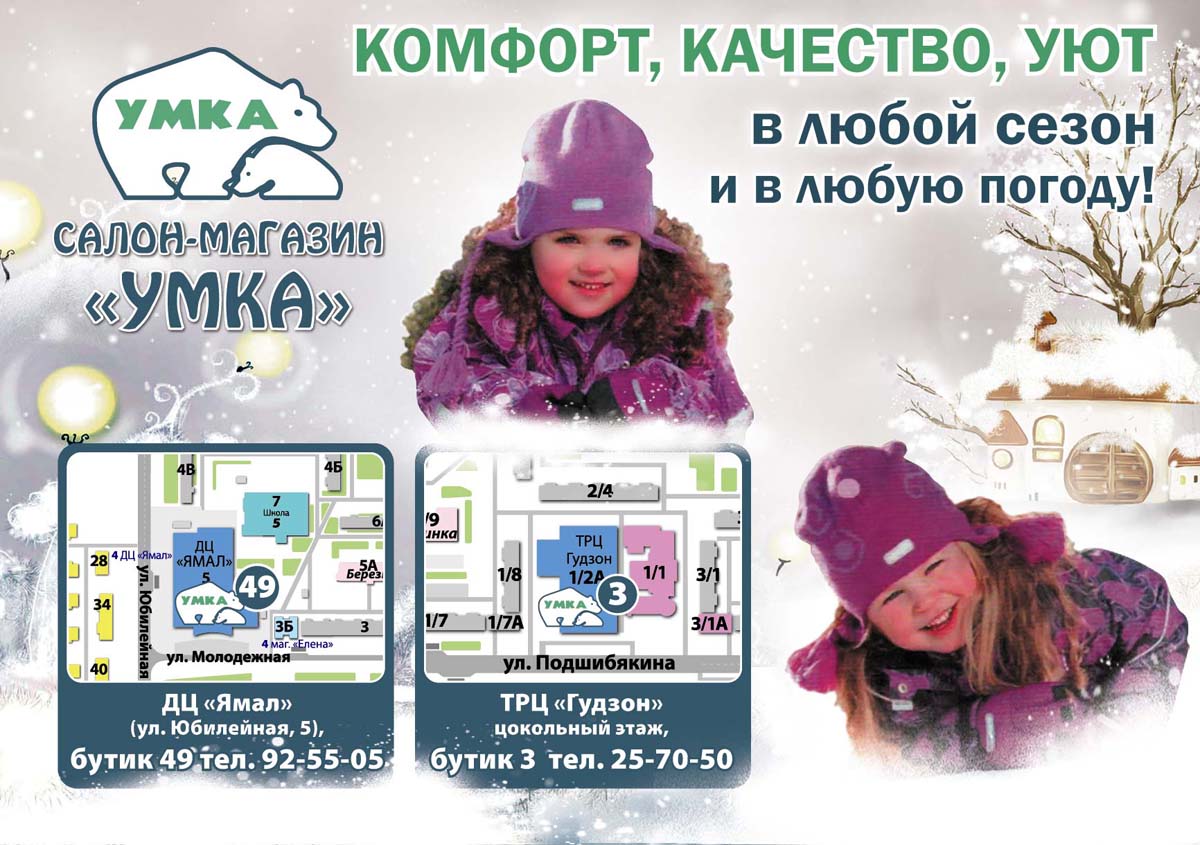 КОМФОРТ, КАЧЕСТВО, УЮТ
в любой сезон
и в любую погоду!
УМКА
САЛОН-МАГАЗИН
«УМКА»
4В
4Б
7
Школа
5
6/
ДЦ
«ЯМАЛ»
5
28
4 ДЦ «Ямал»
ул. Юбилейная
5А
Берез
УМКА
49
34
3Б
3
4 маг. «Елена»
40
ул. Молодежная
ДЦ «Ямал»
(ул. Юбилейная, 5),
бутик 49 тел. 92-55-05
2/4
/9
инка
ТРЦ
Гудзон
1/2А
1/8
1/1
3/1
УМКА
3
1/7
1/7А
3/1А
ул. Подшибякина
ТРЦ «Гудзон»
цокольный этаж,
бутик 3 тел. 25-70-50